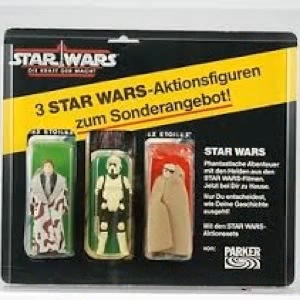 STAR WARS
DIE KRAFT DER MACHT
3 STAR WARS-Aktionsfiguren
zum Sonderangebot!
STAR WARS
Phantastische Abenteuer
mit den Helden aus den
STAR WARS-Filmen.
Jetzt bei Dir zu Hause.
Nur Du entscheidest,
wie Deine Geschichte
ausgeht!
Mit den STAR WARS-
Aktionssets
von:
PARKER